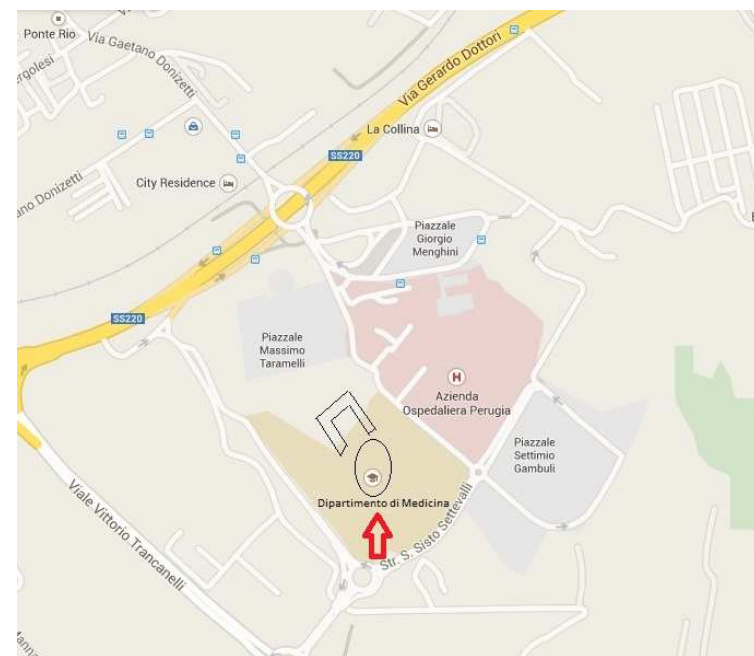 Ponte Rio
Via Gaetano Donizetti
ergolesi
Via Gerardo Dottori
La Collina
SS220
City Residence
ano Donizetti
Piazzale
Giorgio
Menghini
SS220
Piazzale
Massimo
Taramelli
H
Azienda
Ospedaliera Perugia
Piazzale
Settimio
Gambuli
Dipartimento di Medicina
Viale Vittorio Trancanelli
Str. S. Sisto Settevalli